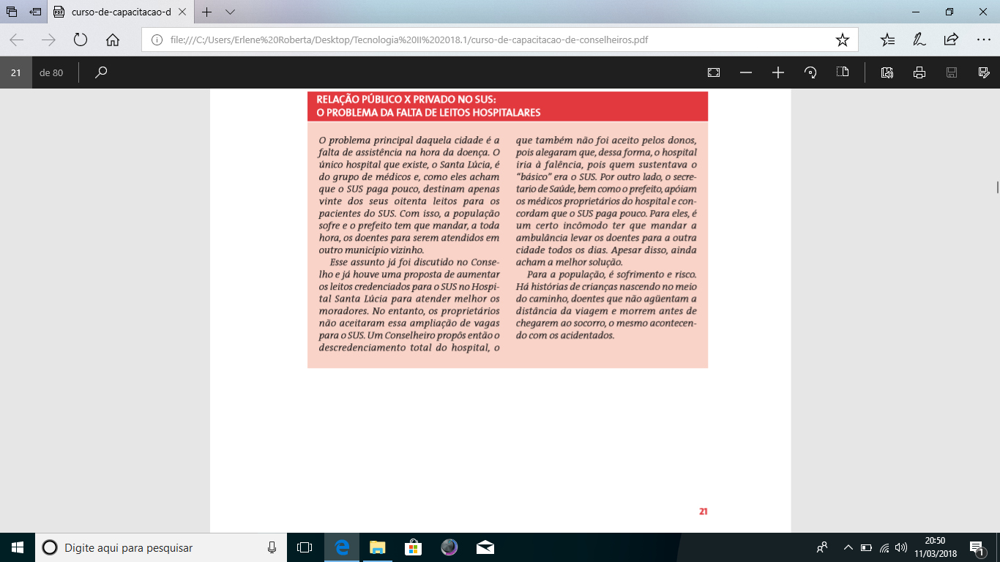 curso-de-capacitacao-d
file:///C:/Users/Erlene%20Roberta/Desktop/Tecnologia%20II%202018.1/curso-de-capacitacao-de-conselheiros.pdf
21 de 80
RELAÇÃO PÚBLICO X PRIVADO NO SUS:
O PROBLEMA DA FALTA DE LEITOS HOSPITALARES
O problema principal daquela cidade é a
falta de assistência na hora da doença. O
único hospital que existe, o Santa Lúcia, é
do grupo de médicos e, como eles acham
que o SUS paga pouco, destinam apenas
vinte dos seus oitenta leitos para os
pacientes do SUS. Com isso, a população
sofre e o prefeito tem que mandar, a toda
hora, os doentes para serem atendidos em
outro município vizinho.
Esse assunto já foi discutido no Conse-
lho e já houve uma proposta de aumentar
os leitos credenciados para o SUS no Hospi-
tal Santa Lúcia para atender melhor os
moradores. No entanto, os proprietários
não aceitaram essa ampliação de vagas
para o SUS. Um Conselheiro propôs então o
descredenciamento total do hospital, o
que também não foi aceito pelos donos,
pois alegaram que, dessa forma, o hospital
iria à falência, pois quem sustentava o
“básico” era o SUS. Por outro lado, o secre-
tario de Saúde, bem como o prefeito, apóiam
os médicos proprietários do hospital e con-
cordam que o SUS paga pouco. Para eles, é
um certo incômodo ter que mandar a
ambulância levar os doentes para a outra
cidade todos os dias. Apesar disso, ainda
acham a melhor solução.
Para a população, é sofrimento e risco.
Há histórias de crianças nascendo no meio
do caminho, doentes que não agüentam a
distância da viagem e morrem antes de
chegarem ao socorro, o mesmo acontecen-
do com os acidentados.
21
Digite aqui para pesquisar
20:50
11/03/2018
1